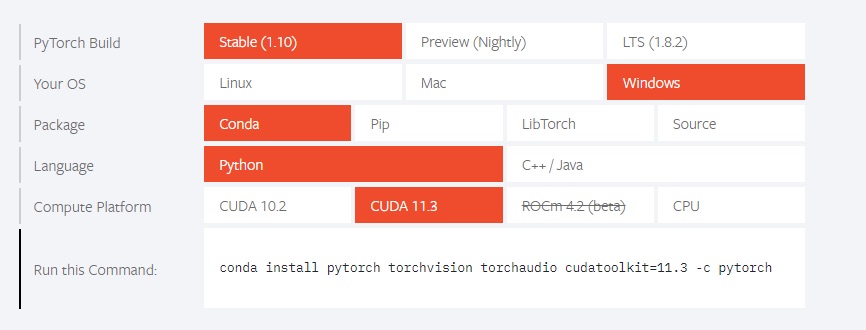 PyTorch Build Stable (1.10) Preview (Nightly) LTS (1.8.2)
Your OS Linux Mac Windows
Package Conda Pip LibTorch Source
Language Python C++ / Java
Compute Platform CUDA 10.2 CUDA 11.3 ROCm 4.2 (beta) CPU
Run this Command: conda install pytorch torchvision torchaudio cudatoolkit=11.3 -c pytorch